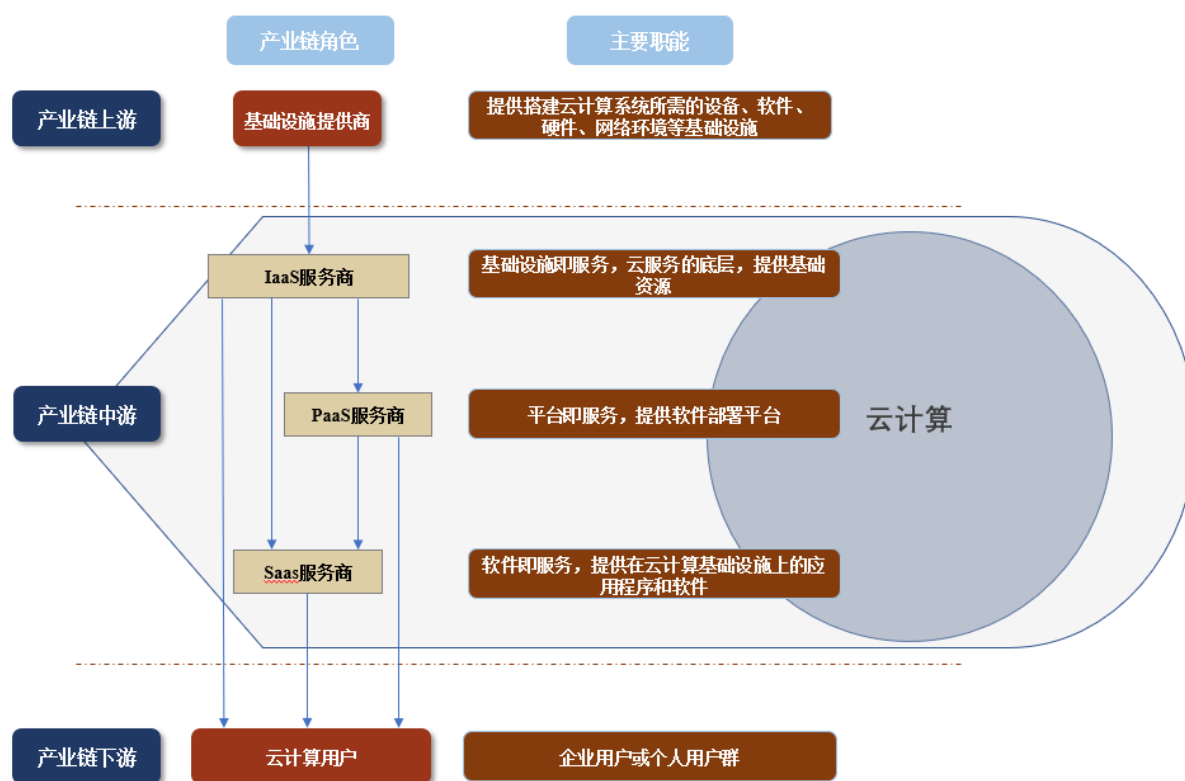 产业链角色
主要职能
产业链上游
基础设施提供商
提供搭建云计算系统所需的设备、软件、
硬件、网络环境等基础设施
IaaS服务商
基础设施即服务，云服务的底层，提供基础
资源
产业链中游
PaaS服务商
平台即服务，提供软件部署平台
云计算
Saas服务商
软件即服务，提供在云计算基础设施上的应
用程序和软件
产业链下游
云计算用户
企业用户或个人用户群